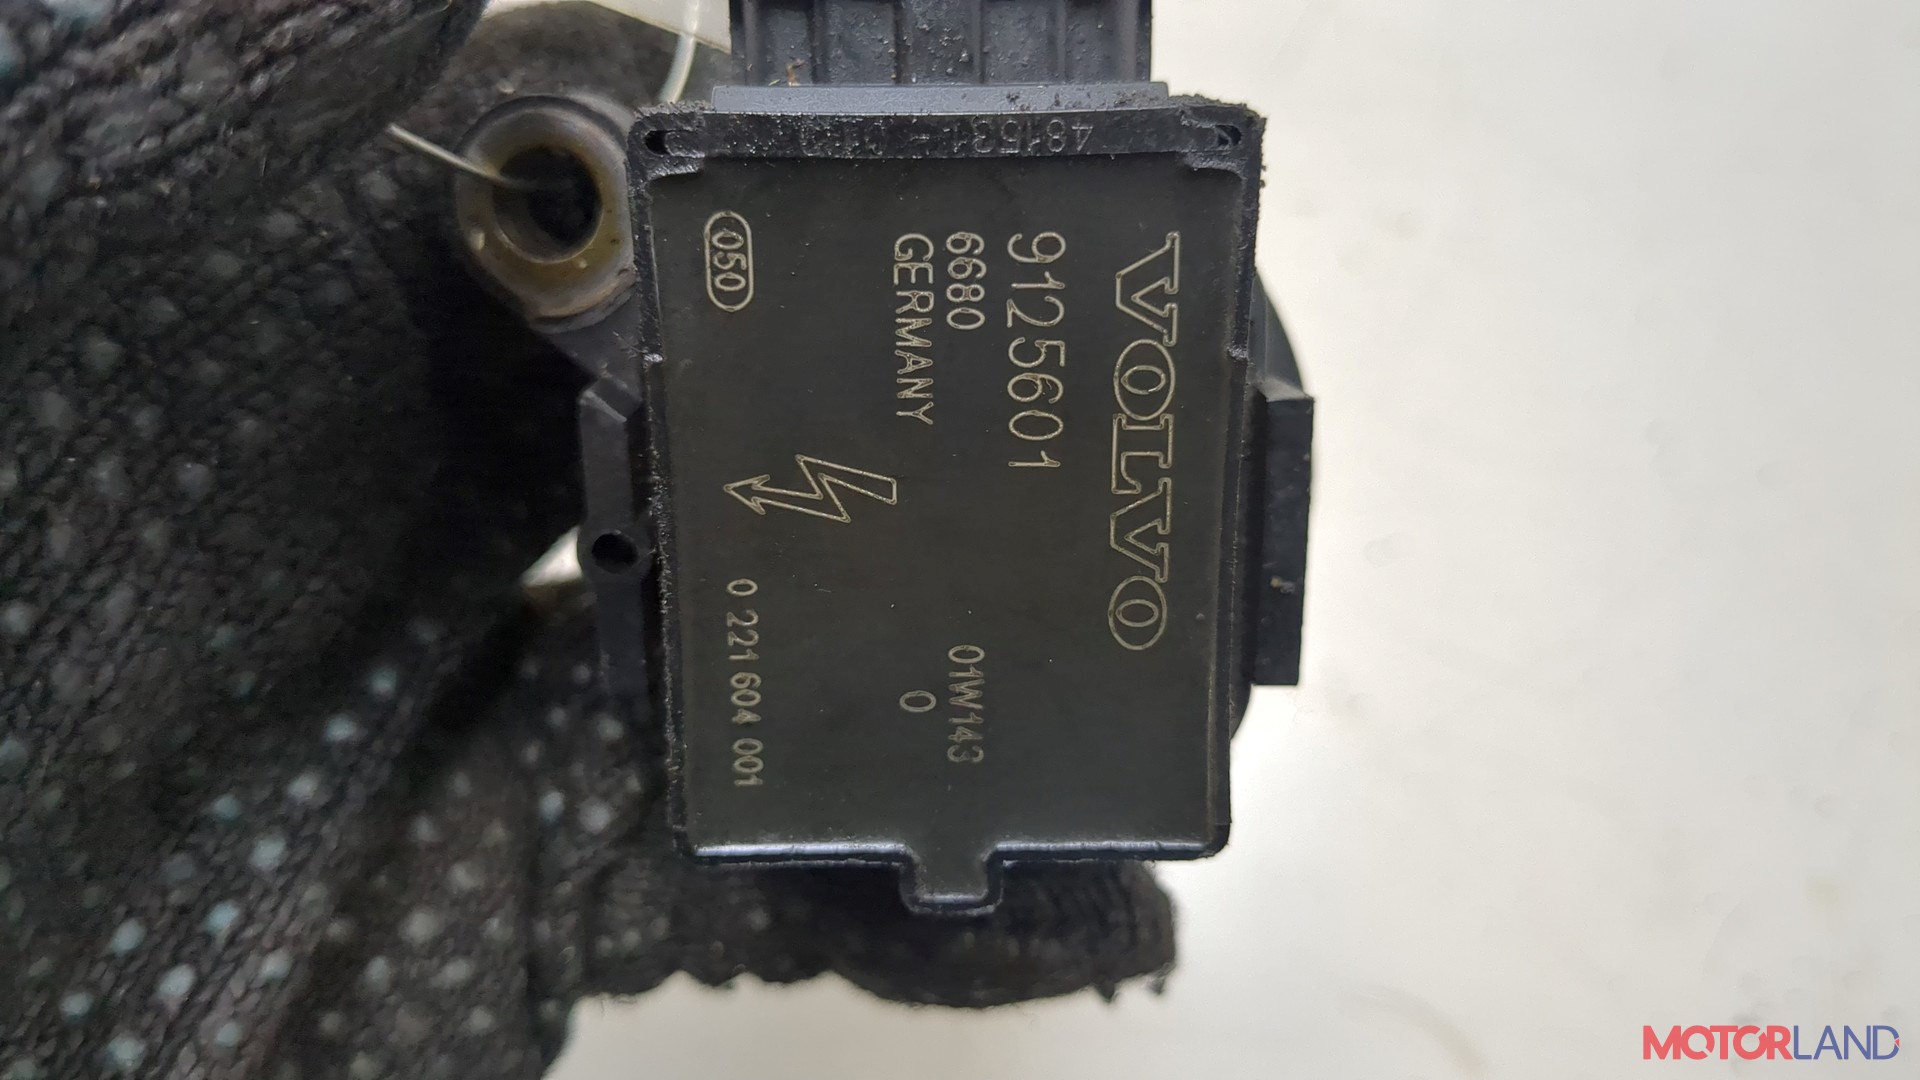 VOLVO
9125601
6680
GERMANY
01W143
0
050
0 221 604 001
MOTORLAND